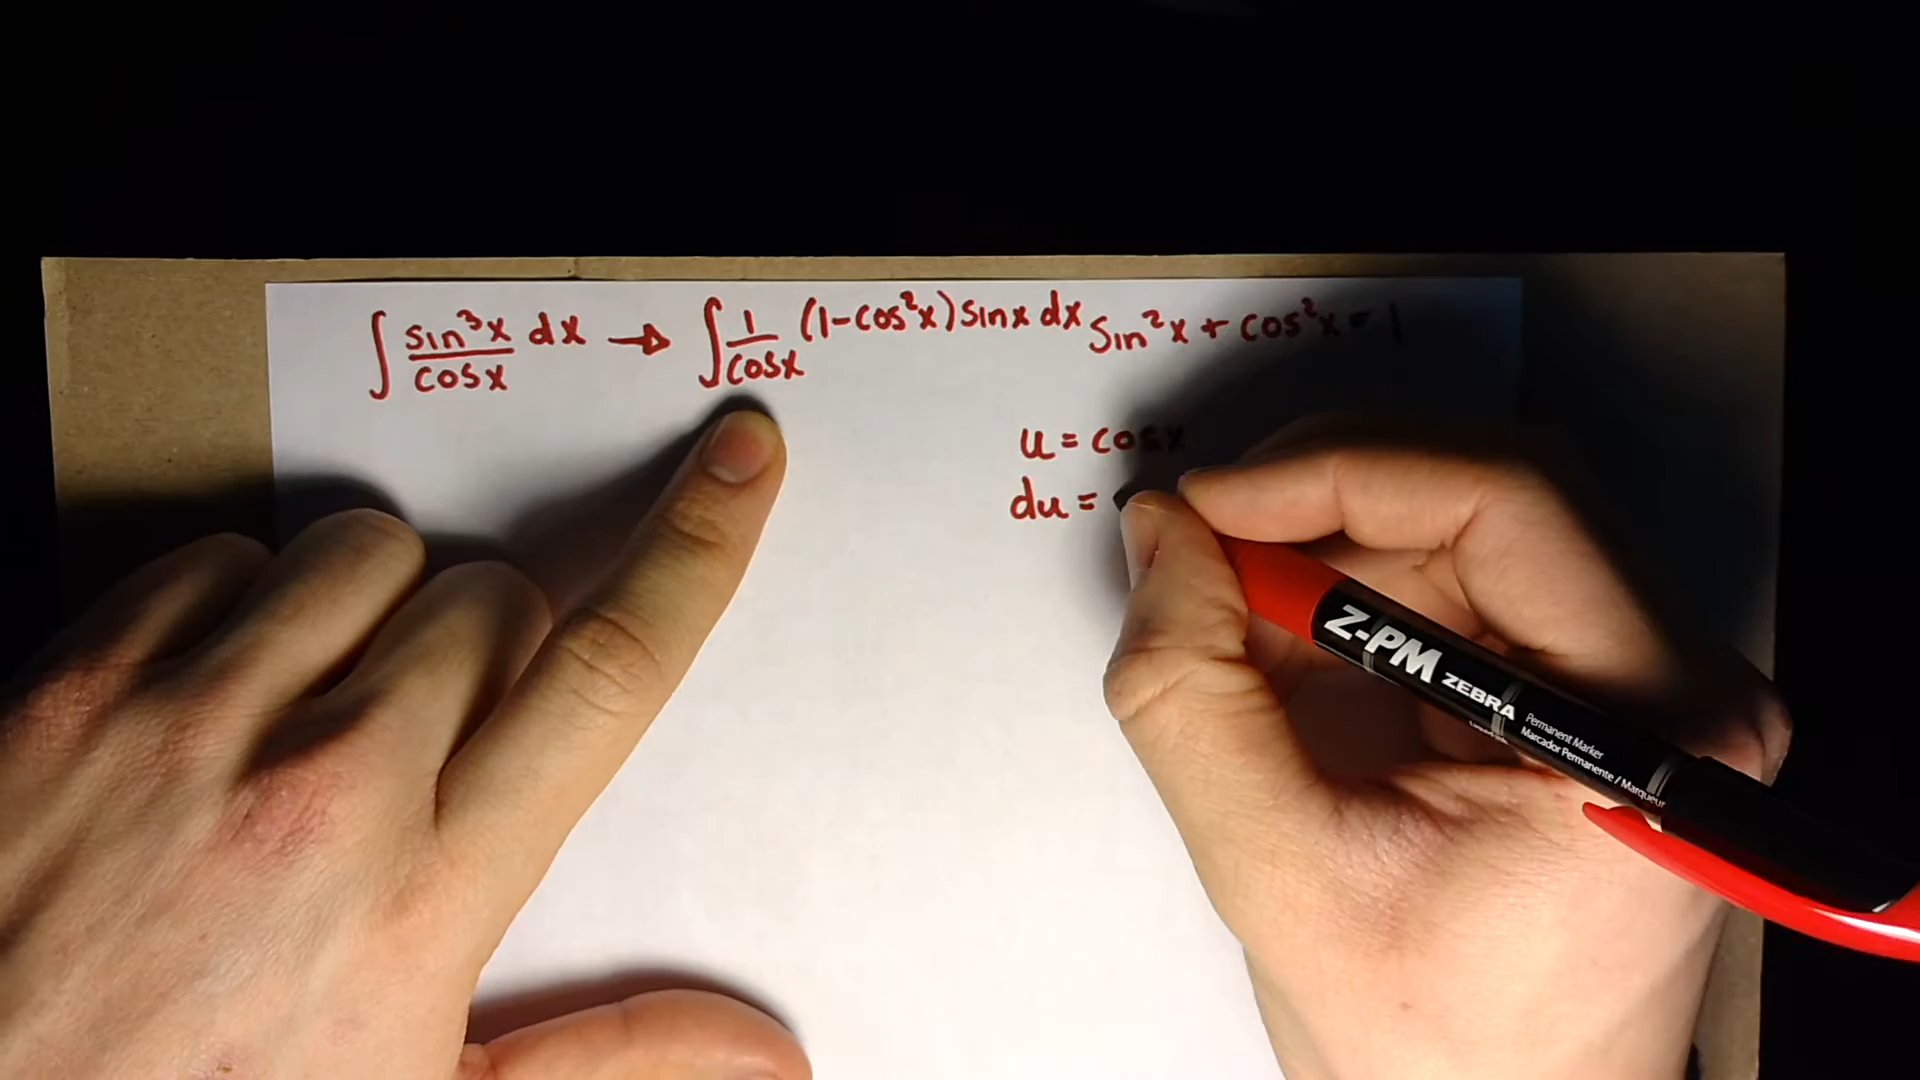 ∫ sin³x/cosx dx → ∫ 1/cosx (1-cos²x) sinx dx sin²x + cos²x = 1
u = cosx
du =
Z-PM ZEBRA
Permanent Marker
Marcador Permanente / Marqueur